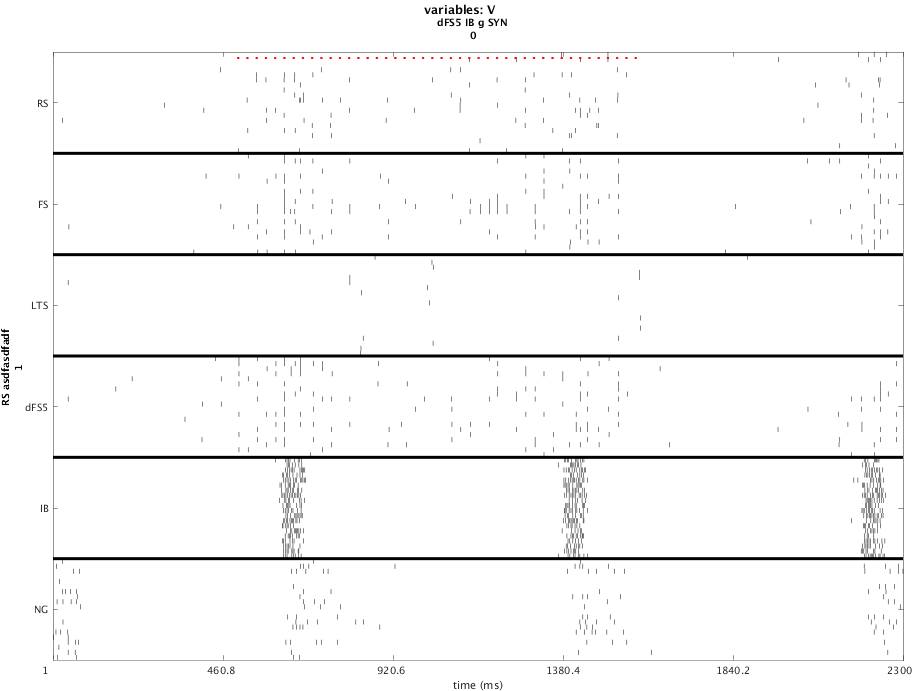 variables: V
dFS5 IB g SYN
0
RS
FS
LTS
RS asdfasdfadf
1
dFS5
IB
NG
1
460.8
920.6
1380.4
1840.2
2300
time (ms)